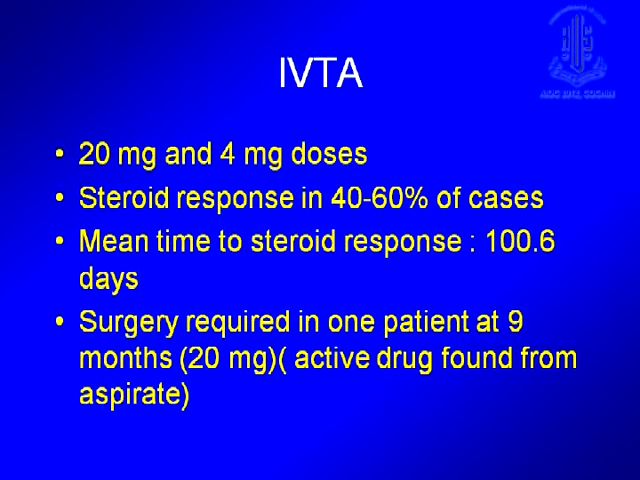 IVTA
• 20 mg and 4 mg doses
• Steroid response in 40-60% of cases
• Mean time to steroid response : 100.6
days
• Surgery required in one patient at 9
months (20 mg)( active drug found from
aspirate)